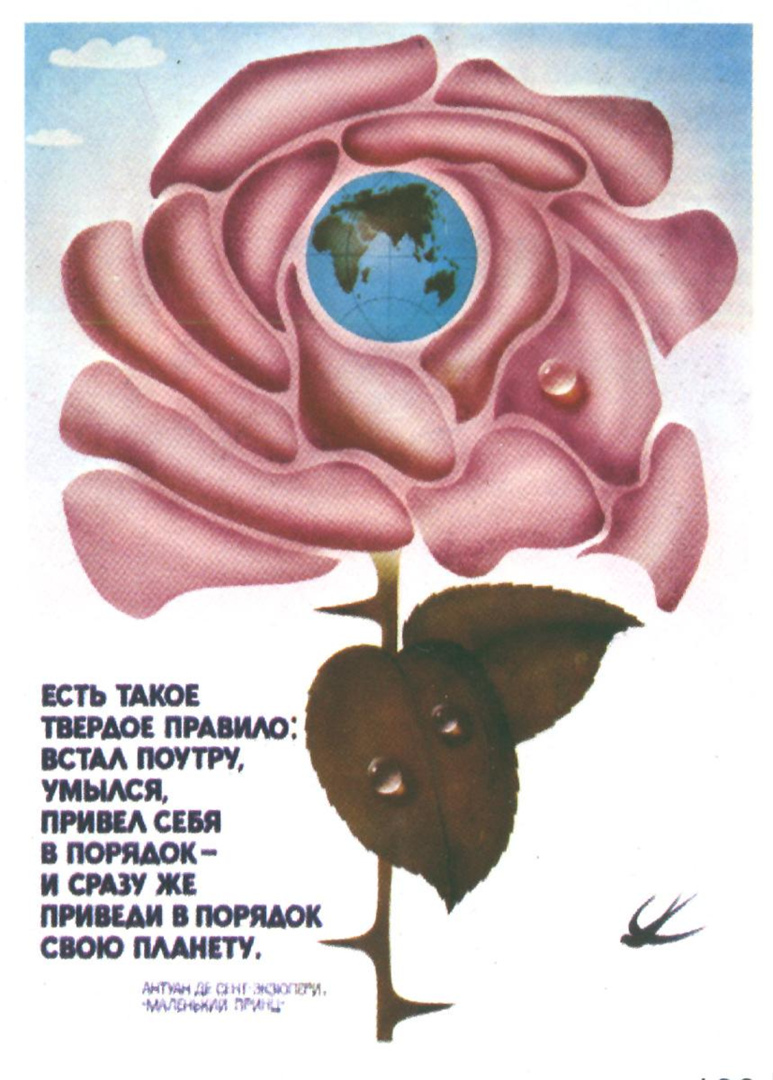 ЕСТЬ ТАКОЕ
ТВЕРДОЕ ПРАВИЛО:
ВСТАЛ ПОУТРУ,
УМЫЛСЯ,
ПРИВЕЛ СЕБЯ
В ПОРЯДОК –
И СРАЗУ ЖЕ
ПРИВЕДИ В ПОРЯДОК
СВОЮ ПЛАНЕТУ.
АНТУАН ДЕ СЕНТ-ЭКЗЮПЕРИ,
"МАЛЕНЬКИЙ ПРИНЦ"